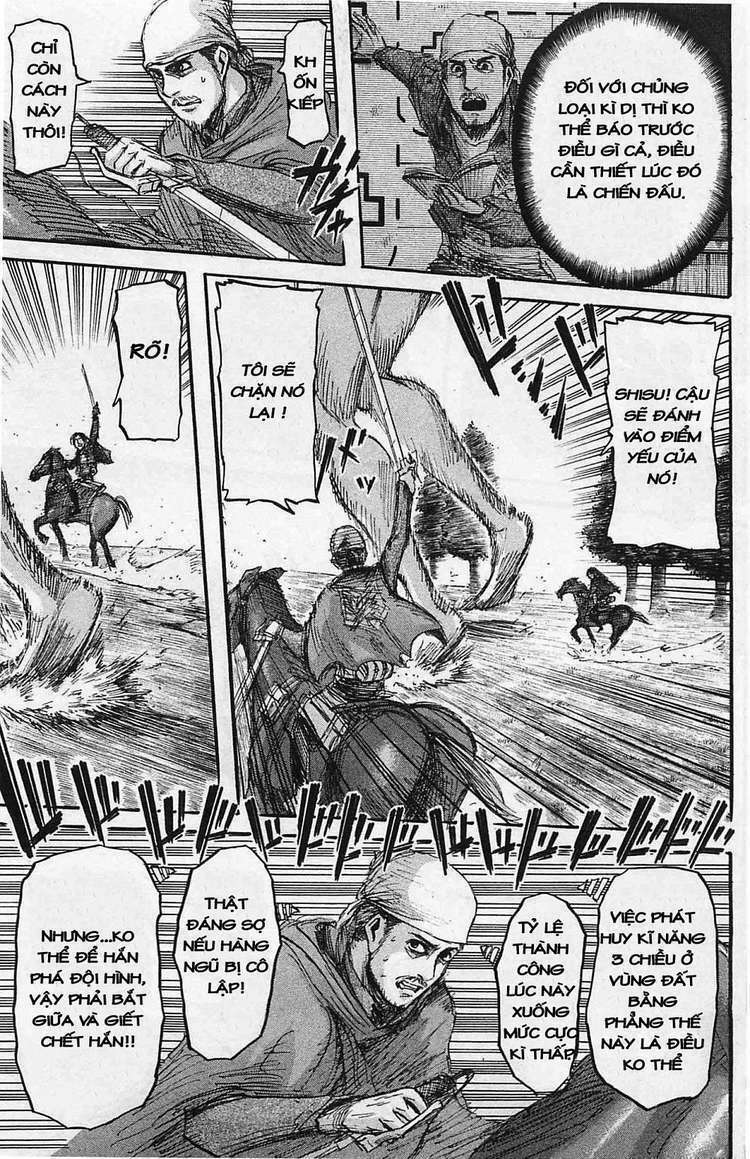 ĐỐI VỚI CHỦNG
LOẠI KÌ DỊ THÌ KO
THỂ BÁO TRƯỚC
ĐIỀU GÌ CẢ, ĐIỀU
CẦN THIẾT LÚC ĐÓ
LÀ CHIẾN ĐẤU.
KH
ỐN
KIẾP
CHỈ
CÒN
CÁCH
NÀY
THÔI!
SHISU! CẬU
SẼ ĐÁNH
VÀO ĐIỂM
YẾU CỦA
NÓ!
TÔI SẼ
CHẶN NÓ
LẠI !
ドドドド
RÕ!
VIỆC PHÁT
HUY KĨ NĂNG
3 CHIỀU Ở
VÙNG ĐẤT
BẰNG
PHẲNG THẾ
NÀY LÀ ĐIỀU
KO THỂ
TỶ LỆ
THÀNH
CÔNG
LÚC NÀY
XUỐNG
MỨC CỰC
KÌ THẤP
THẬT
ĐÁNG SỢ
NẾU HÀNG
NGŨ BỊ CÔ
LẬP!
NHƯNG...KO
THỂ ĐỂ HẮN
PHÁ ĐỘI HÌNH,
VẬY PHẢI BẮT
GIỮA VÀ GIẾT
CHẾT HẮN!!